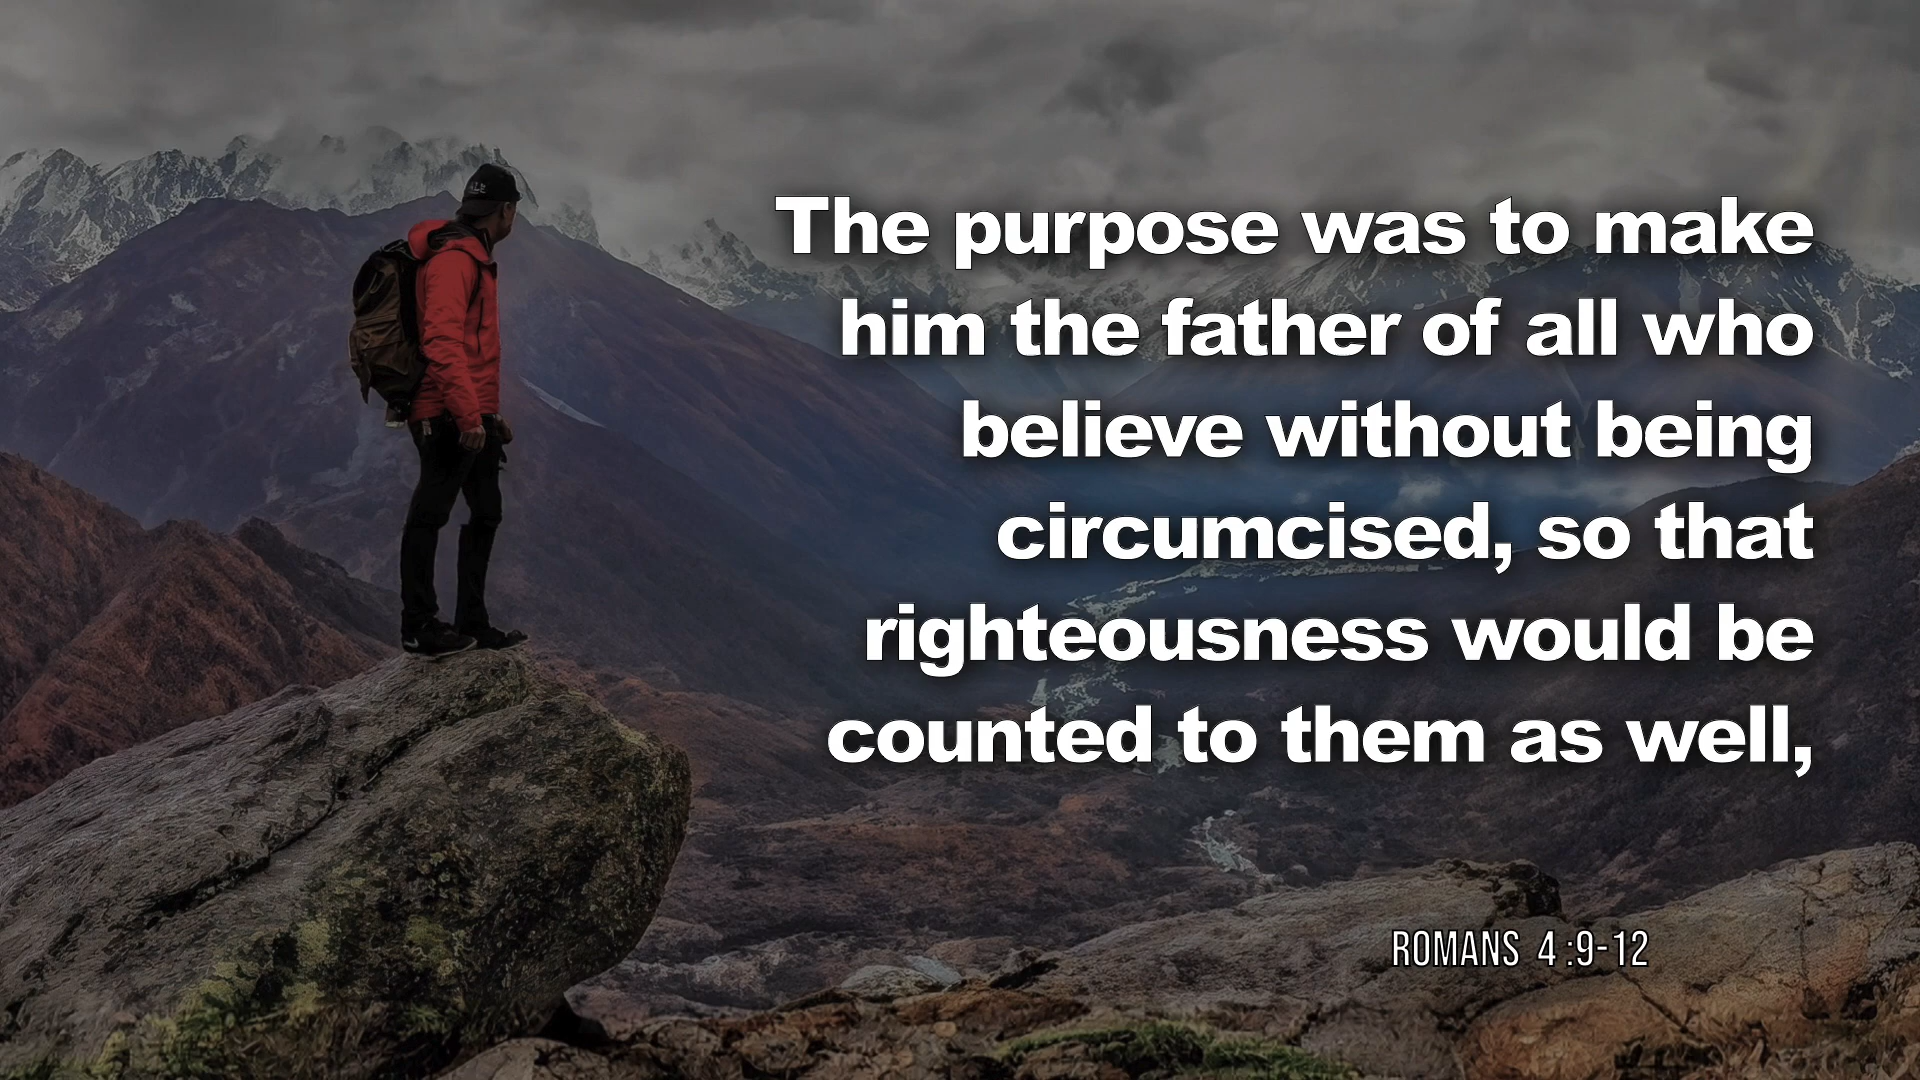 The purpose was to make
him the father of all who
believe without being
circumcised, so that
righteousness would be
counted to them as well,
ROMANS 4 :9-12